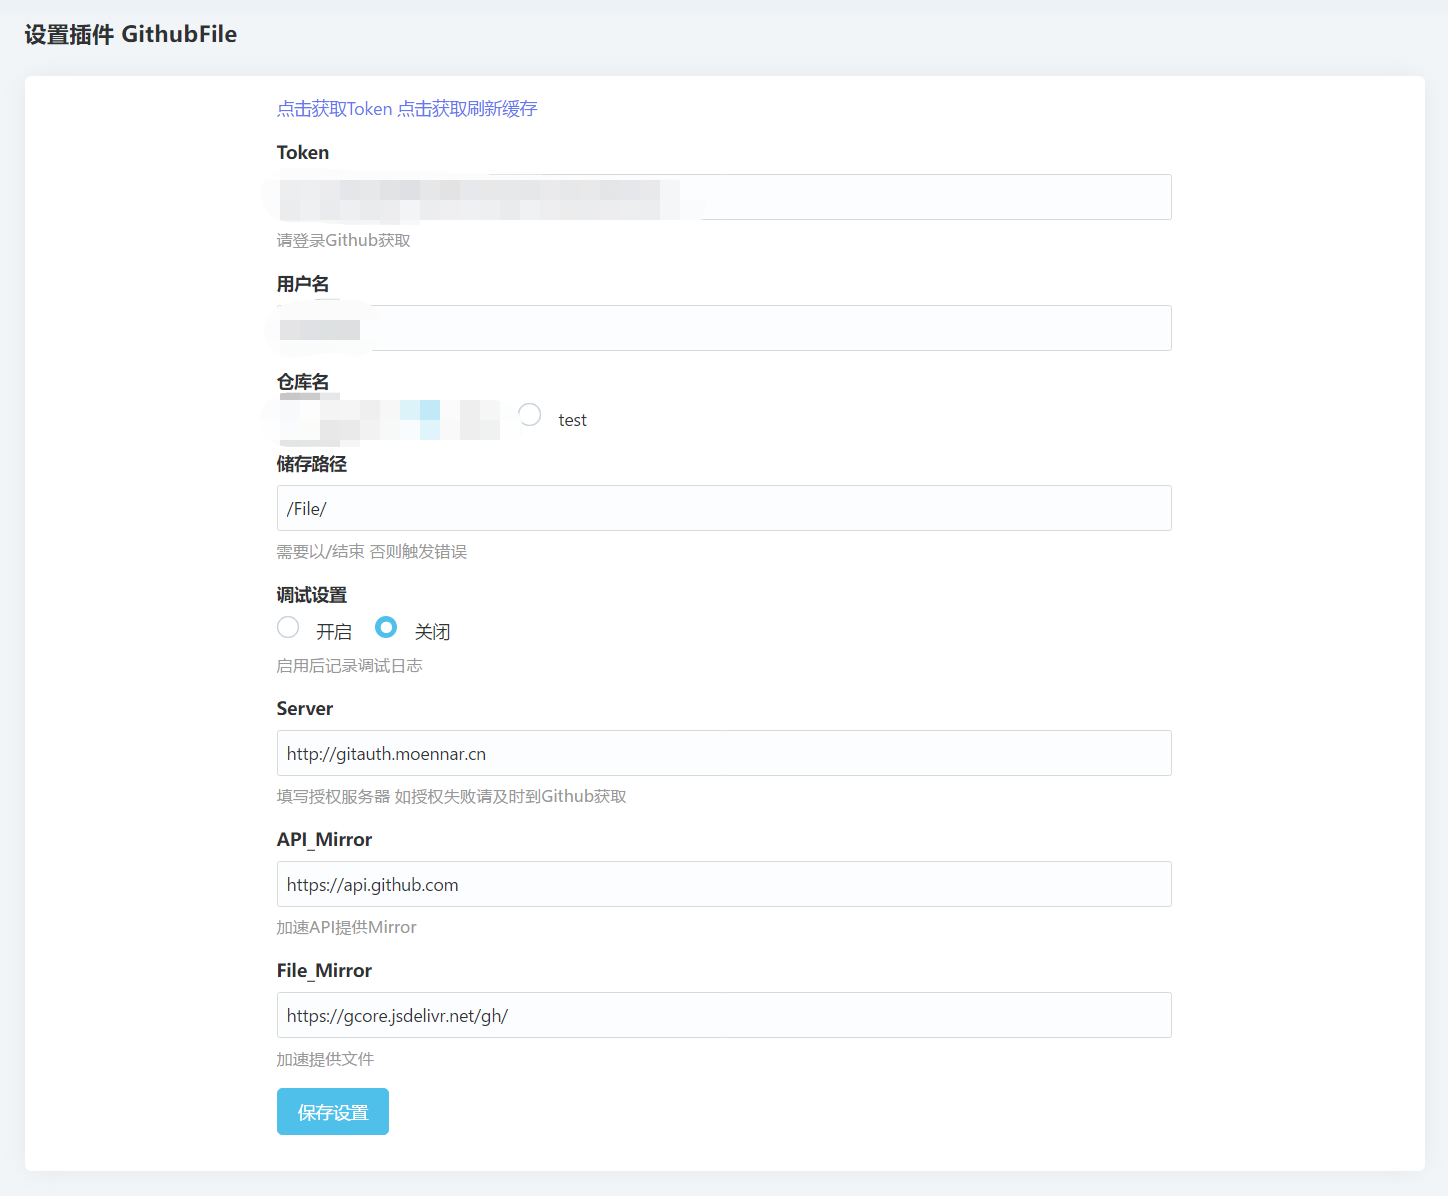 设置插件 GithubFile
点击获取Token 点击获取刷新缓存
Token
请登录Github获取
用户名
仓库名
test
储存路径
/File/
需要以/结束 否则触发错误
调试设置
开启 关闭
启用后记录调试日志
Server
http://gitauth.moennar.cn
填写授权服务器 如授权失败请及时到Github获取
API_Mirror
https://api.github.com
加速API提供Mirror
File_Mirror
https://gcore.jsdelivr.net/gh/
加速提供文件
保存设置